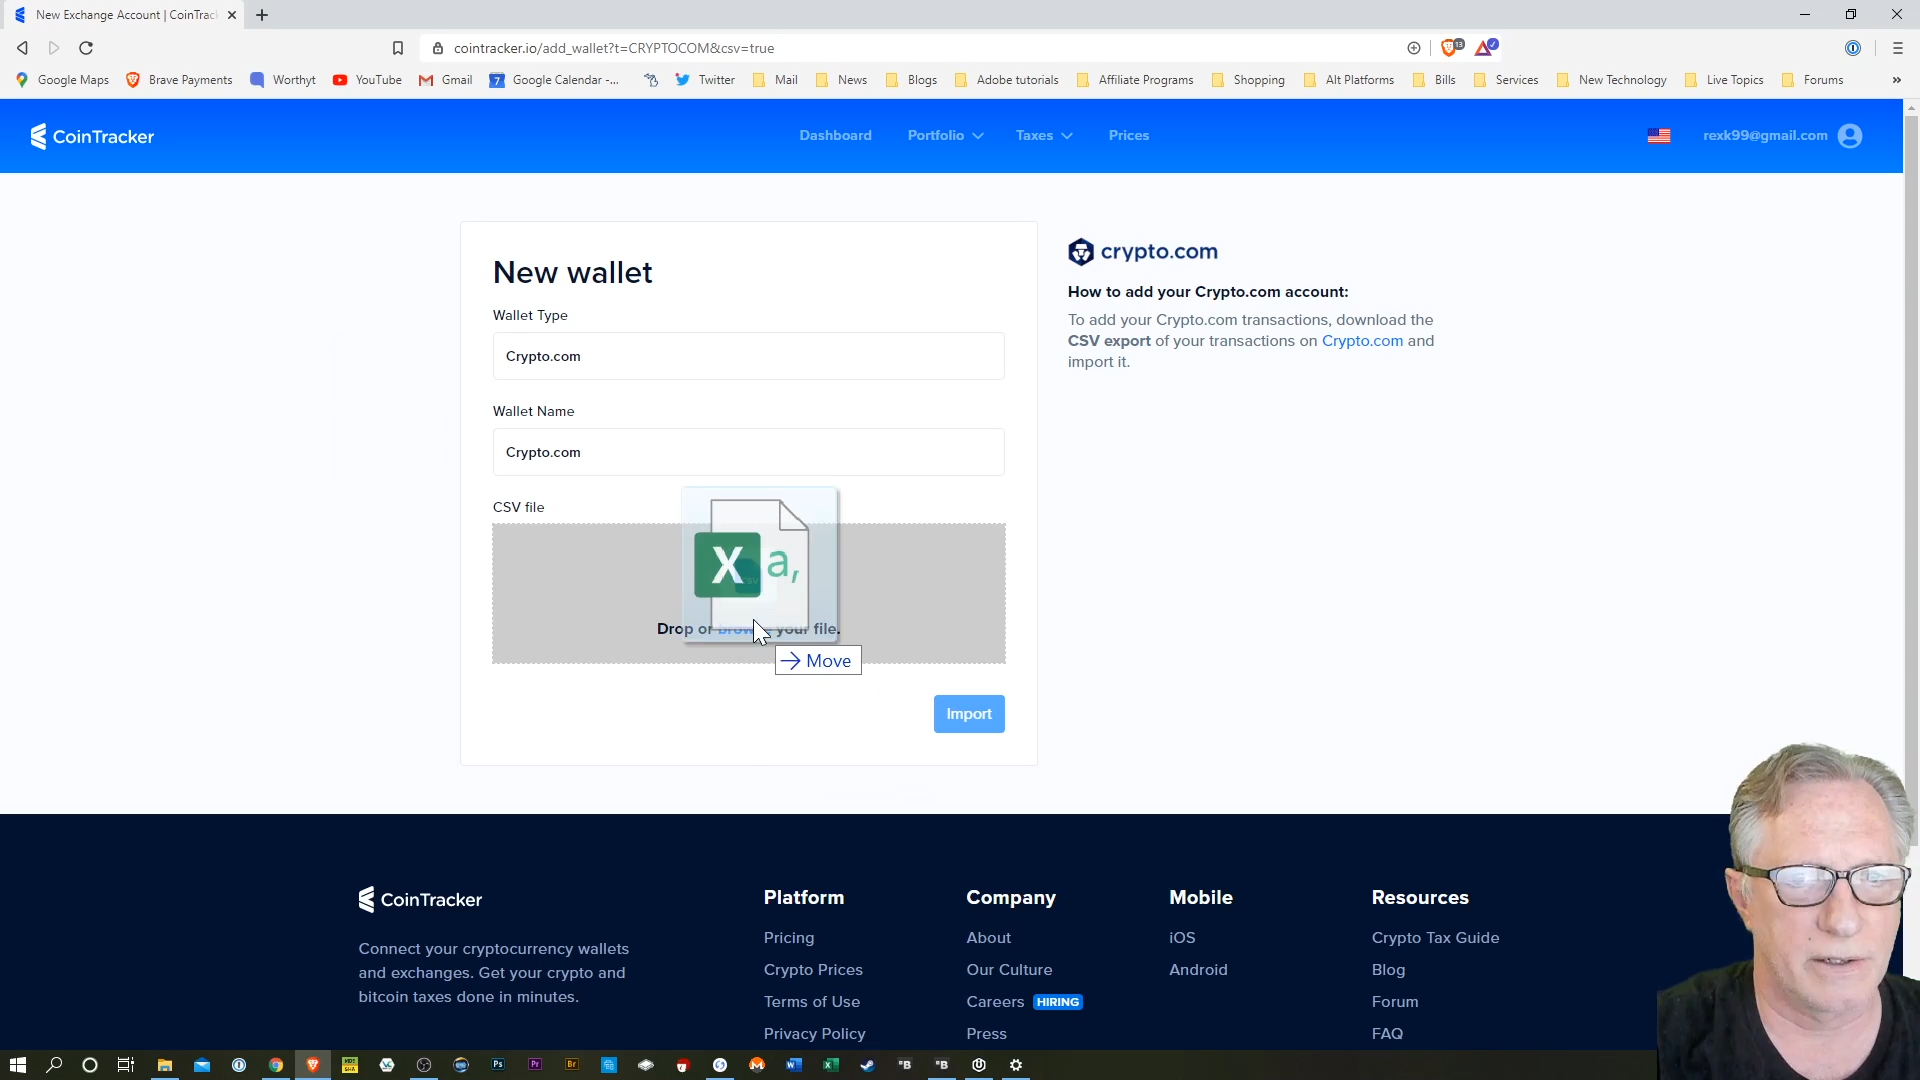 New Exchange Account | CoinTrac
cointracker.io/add_wallet?t=CRYPTOCOM&csv=true
13
Google Maps
Brave Payments
Worthyt
YouTube
Gmail
7
Google Calendar -...
Twitter
Mail
News
Blogs
Adobe tutorials
Affiliate Programs
Shopping
Alt Platforms
Bills
Services
New Technology
Live Topics
Forums
»
CoinTracker
Dashboard
Portfolio
Taxes
Prices
rexk99@gmail.com
New wallet
Wallet Type
Crypto.com
Wallet Name
Crypto.com
CSV file
X a,
Drop or browse your file.
→ Move
Import
crypto.com
How to add your Crypto.com account:
To add your Crypto.com transactions, download the
CSV export of your transactions on Crypto.com and
import it.
CoinTracker
Connect your cryptocurrency wallets
and exchanges. Get your crypto and
bitcoin taxes done in minutes.
Platform
Pricing
Crypto Prices
Terms of Use
Privacy Policy
Company
About
Our Culture
Careers HIRING
Press
Mobile
iOS
Android
Resources
Crypto Tax Guide
Blog
Forum
FAQ
Ps
Pr
Br